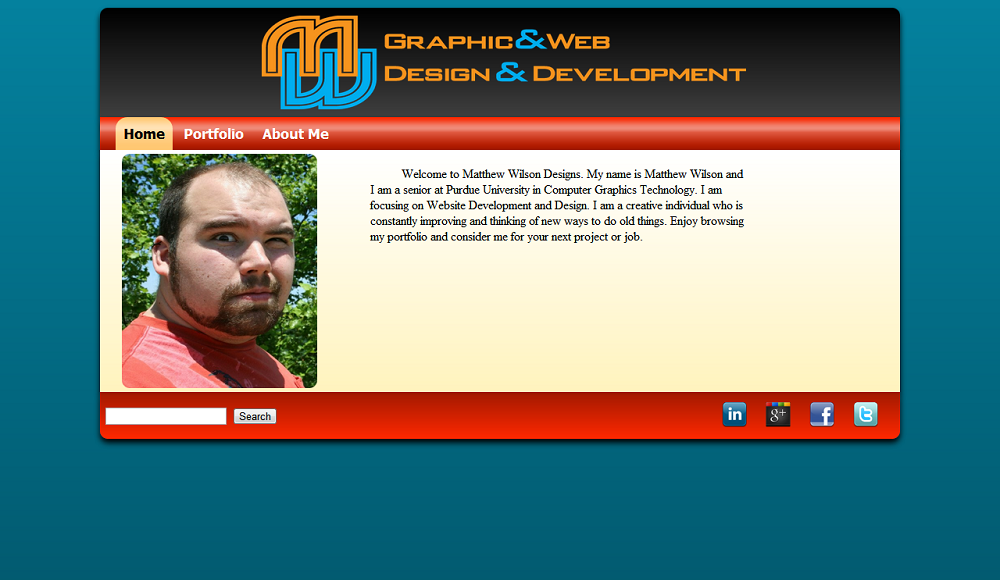 MW
Graphic&Web
Design & Development
Home Portfolio About Me
Welcome to Matthew Wilson Designs. My name is Matthew Wilson and
I am a senior at Purdue University in Computer Graphics Technology. I am
focusing on Website Development and Design. I am a creative individual who is
constantly improving and thinking of new ways to do old things. Enjoy browsing
my portfolio and consider me for your next project or job.
Search
in g+ f t